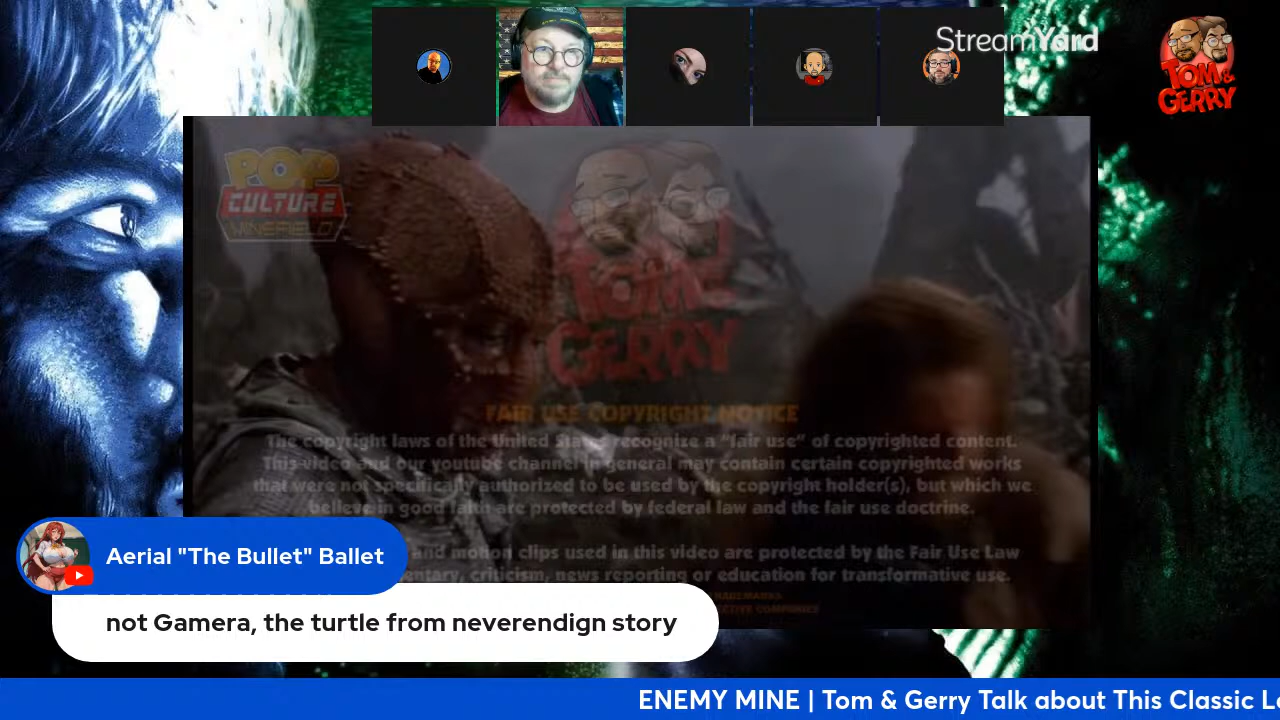 StreamYard
TOM &
GERRY
POP
CULTURE
MINEFIELD
TOM &
GERRY
FAIR USE COPYRIGHT NOTICE
The copyright laws of the United States recognize a "fair use" of copyrighted content.
This video and our youtube channel in general may contain certain copyrighted works
that were not specifically authorized to be used by the copyright holder(s), but which we
believe in good faith are protected by federal law and the fair use doctrine.
and motion clips used in this video are protected by the Fair Use Law
criticism, news reporting or education for transformative use.
Aerial "The Bullet" Ballet
not Gamera, the turtle from neverendign story
ENEMY MINE | Tom & Gerry Talk about This Classic